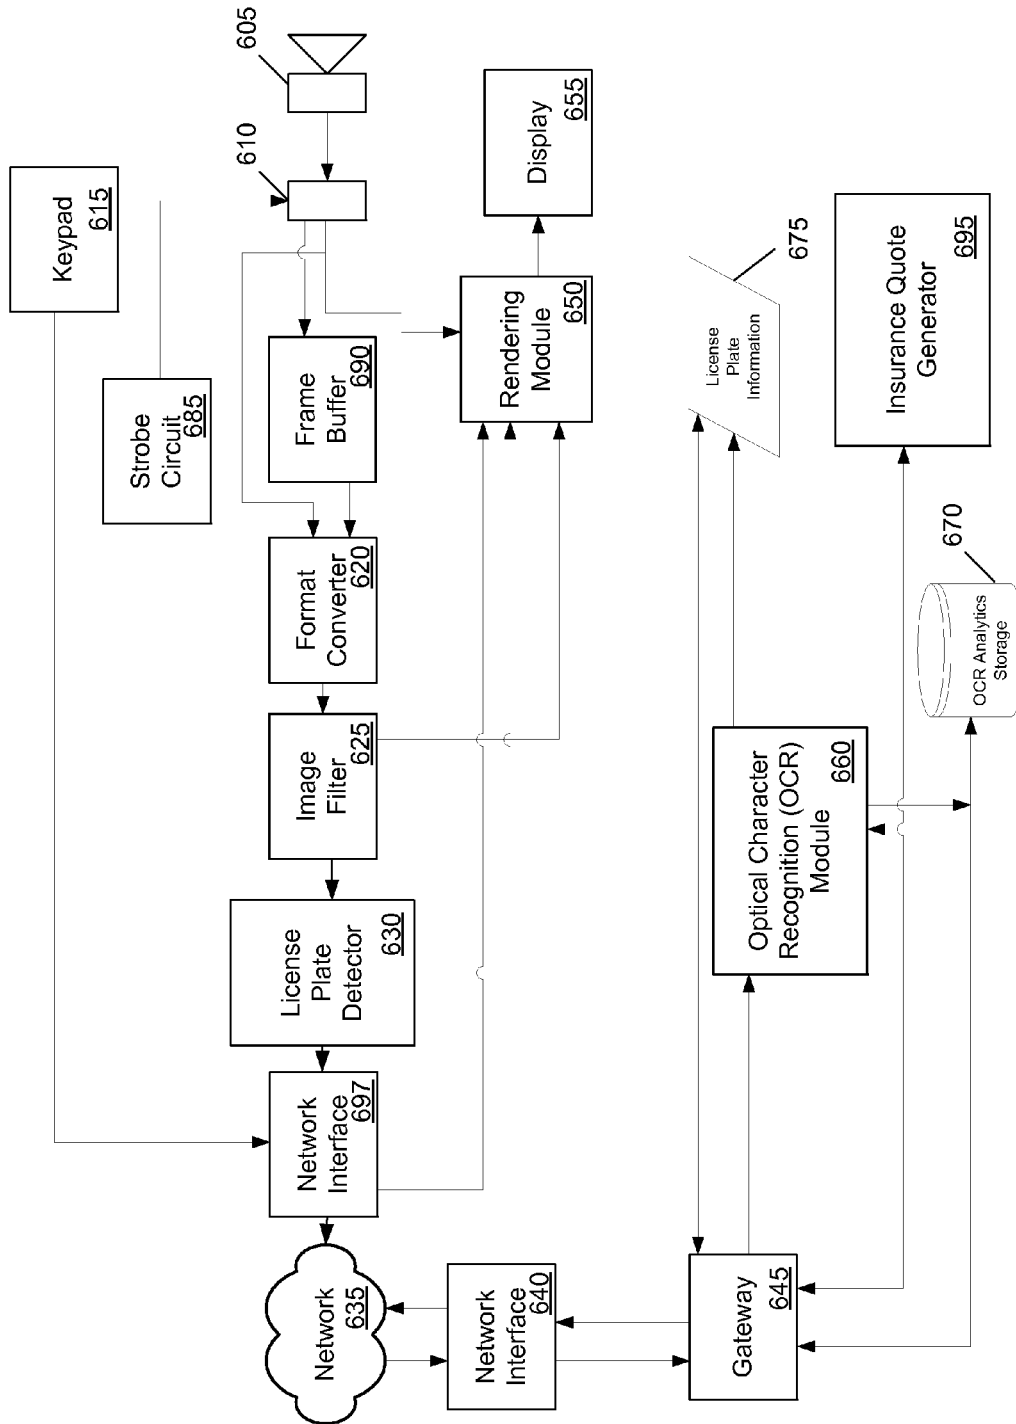 Keypad
615
Strobe
Circuit
685
605
610
Frame
Buffer
690
Format
Converter
620
Image
Filter
625
License
Plate
Detector
630
Network
Interface
697
Network
635
Network
Interface
640
Gateway
645
Rendering
Module
650
Display
655
Optical Character
Recognition (OCR)
Module
660
License
Plate
Information
675
OCR Analytics
Storage
670
Insurance Quote
Generator
695